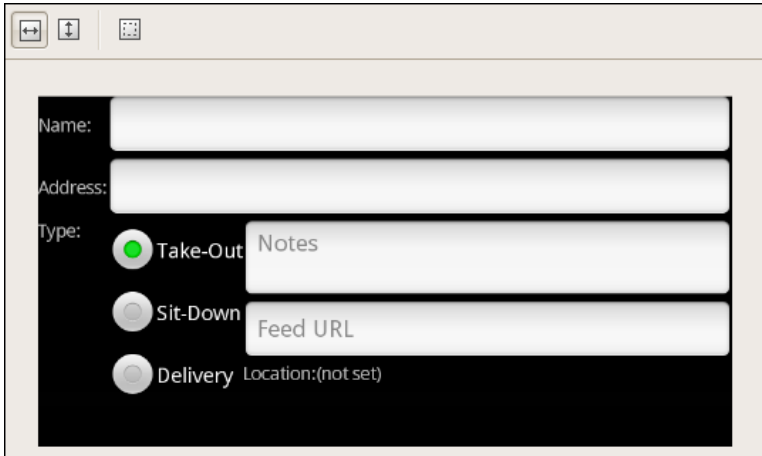 Name:
Address:
Type:
Take-Out
Notes
Sit-Down
Feed URL
Delivery
Location:(not set)